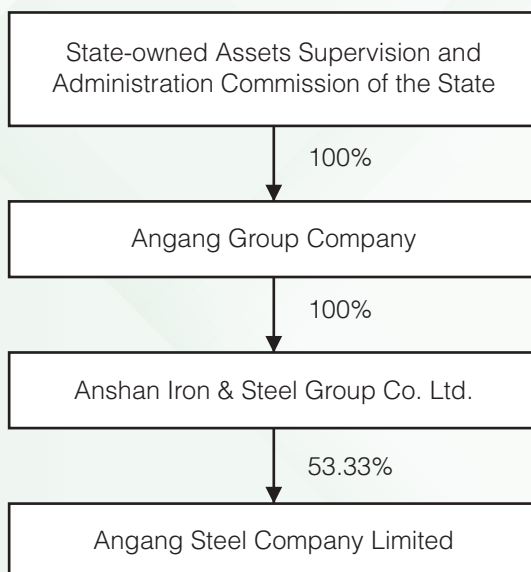 State-owned Assets Supervision and
Administration Commission of the State
100%
Angang Group Company
100%
Anshan Iron & Steel Group Co. Ltd.
53.33%
Angang Steel Company Limited